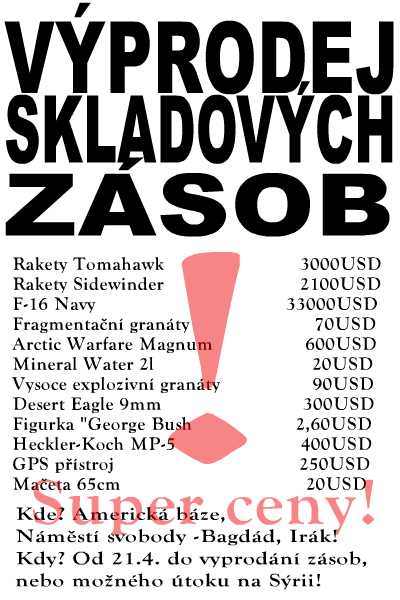 VÝPRODEJ
SKLADOVÝCH
ZÁSOB
Rakety Tomahawk 3000USD
Rakety Sidewinder 2100USD
F-16 Navy 33000USD
Fragmentační granáty 70USD
Arctic Warfare Magnum 600USD
Mineral Water 2l 20USD
Vysoce explozivní granáty 90USD
Desert Eagle 9mm 300USD
Figurka "George Bush 2,60USD
Heckler-Koch MP-5 400USD
GPS přístroj 250USD
Mačeta 65cm 20USD
!
Super ceny!
Kde? Americká báze,
Náměstí svobody -Bagdád, Irák!
Kdy? Od 21.4. do vyprodání zásob,
nebo možného útoku na Sýrii!